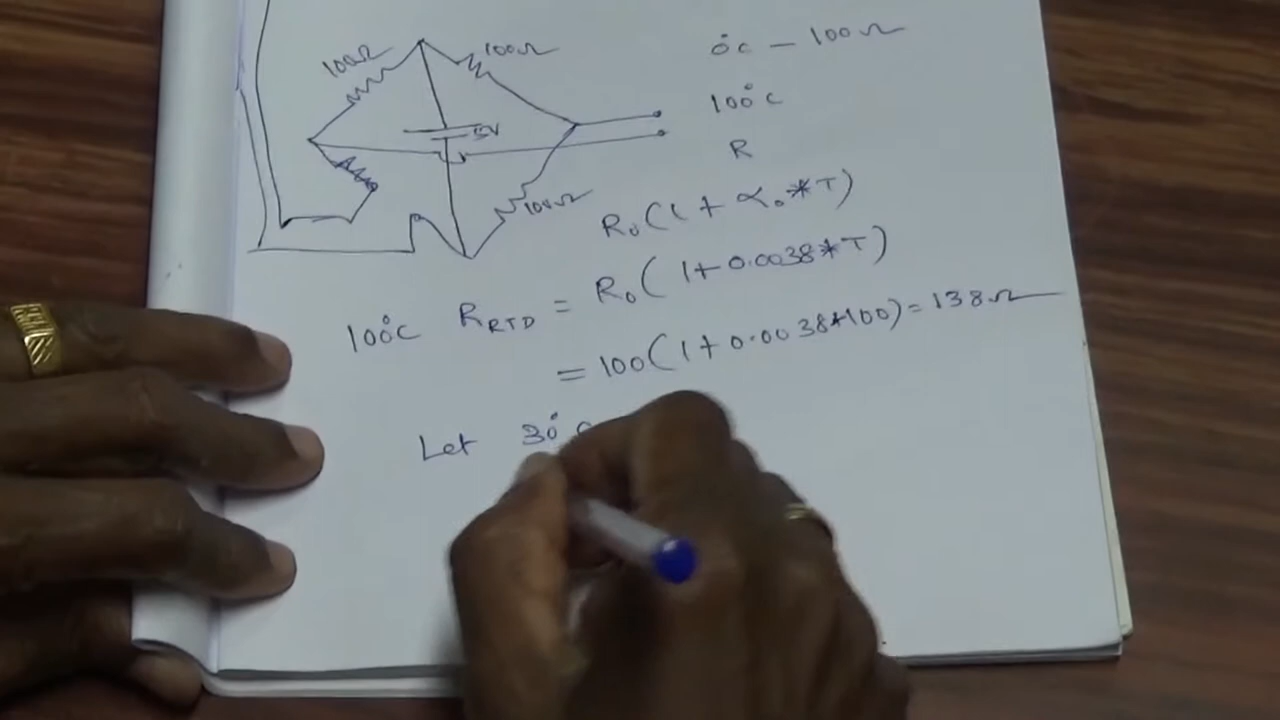 100Ω
100Ω
5V
100Ω
0°C - 100Ω
100°C
R
R₀(1 + α₀*T)
100°C R_RTD = R₀(1+0.0038*T)
= 100(1+0.0038*100) = 138Ω
Let 30°C